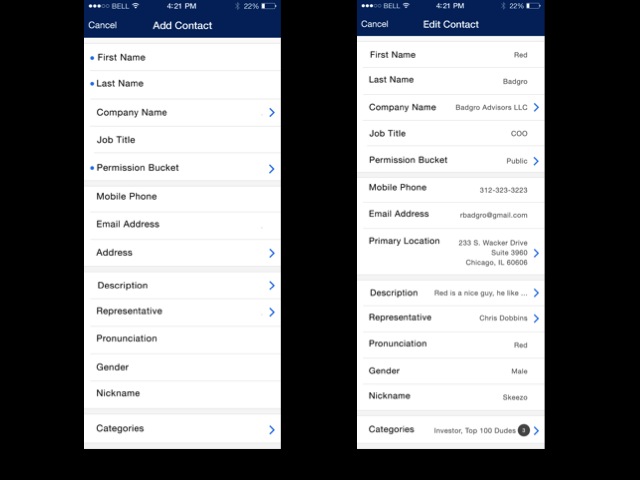 BELL 4:21 PM 22%
Cancel Add Contact
First Name
Last Name
Company Name
Job Title
Permission Bucket
Mobile Phone
Email Address
Address
Description
Representative
Pronunciation
Gender
Nickname
Categories
BELL 4:21 PM 22%
Cancel Edit Contact
First Name Red
Last Name Badgro
Company Name Badgro Advisors LLC
Job Title COO
Permission Bucket Public
Mobile Phone 312-323-3223
Email Address rbadgro@gmail.com
Primary Location 233 S. Wacker Drive
Suite 3960
Chicago, IL 60606
Description Red is a nice guy, he like ...
Representative Chris Dobbins
Pronunciation Red
Gender Male
Nickname Skeezo
Categories Investor, Top 100 Dudes 3